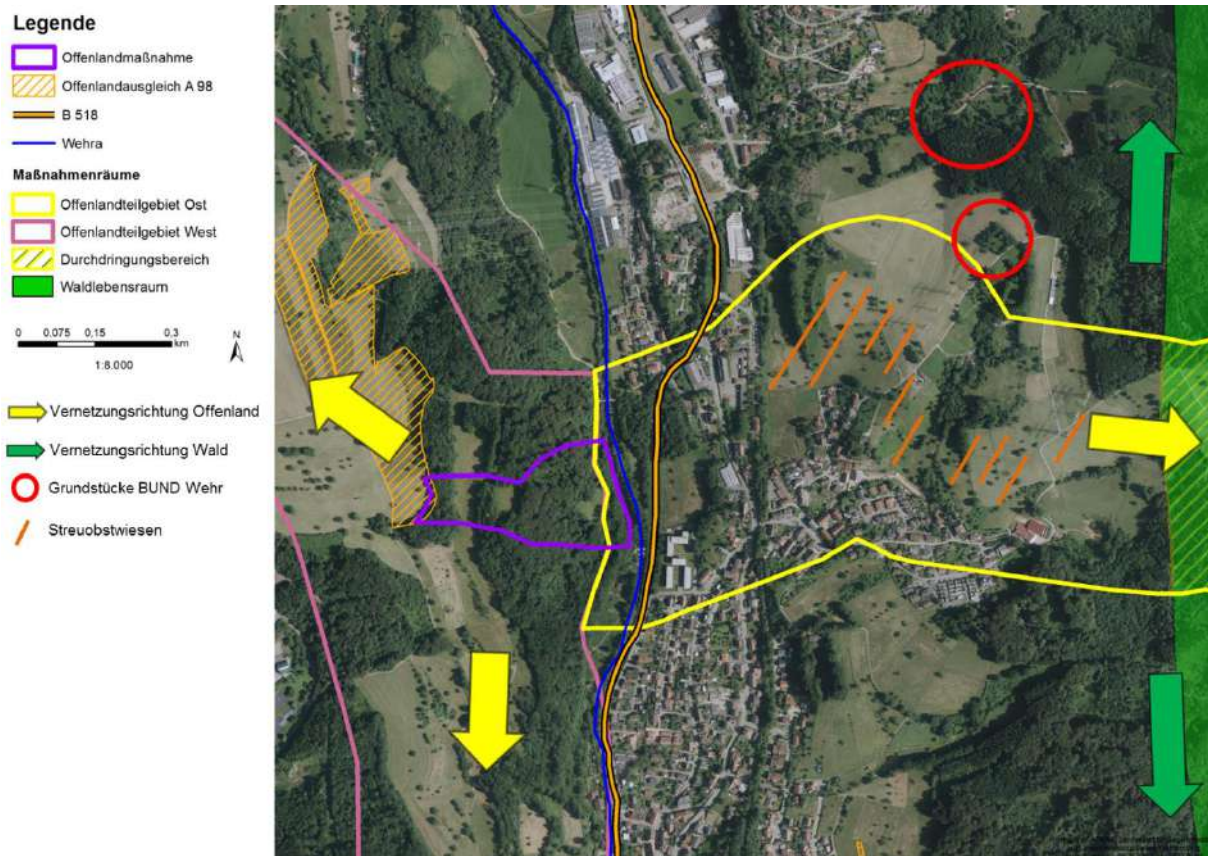 Legende
Offenlandmaßnahme
Offenlandausgleich A 98
B 518
Wehra
Maßnahmenräume
Offenlandteilgebiet Ost
Offenlandteilgebiet West
Durchdringungsbereich
Waldlebensraum
0 0.075 0,15 0.3
km
N
1:8.000
Vernetzungsrichtung Offenland
Vernetzungsrichtung Wald
Grundstücke BUND Wehr
Streuobstwiesen